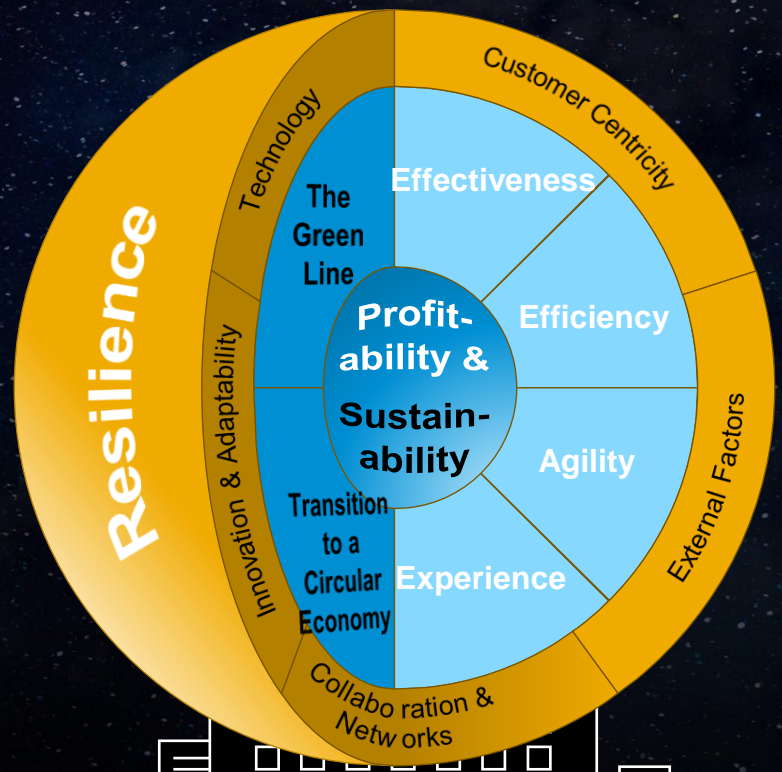 Resilience
Technology
Customer Centricity
External Factors
Collabo ration &
Netw orks
Innovation & Adaptability
The
Green
Line
Effectiveness
Efficiency
Agility
Experience
Transition
to a
Circular
Economy
Profit-
ability &
Sustain-
ability